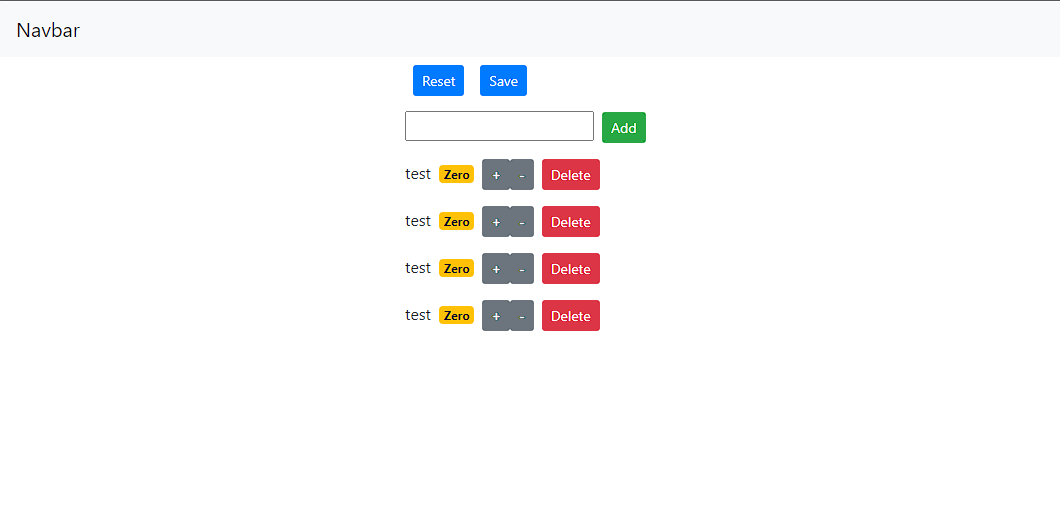 Navbar
Reset Save
Add
test Zero + - Delete
test Zero + - Delete
test Zero + - Delete
test Zero + - Delete